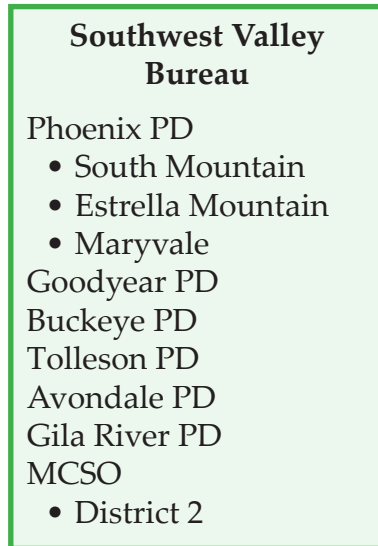 Southwest Valley
Bureau
Phoenix PD
• South Mountain
• Estrella Mountain
• Maryvale
Goodyear PD
Buckeye PD
Tolleson PD
Avondale PD
Gila River PD
MCSO
• District 2